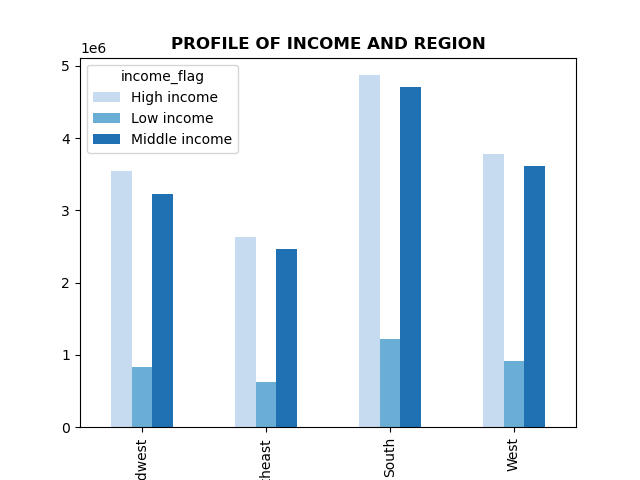 PROFILE OF INCOME AND REGION
1e6
income_flag
High income
Low income
Middle income
5
4
3
2
1
0
dwest
heast
South
West